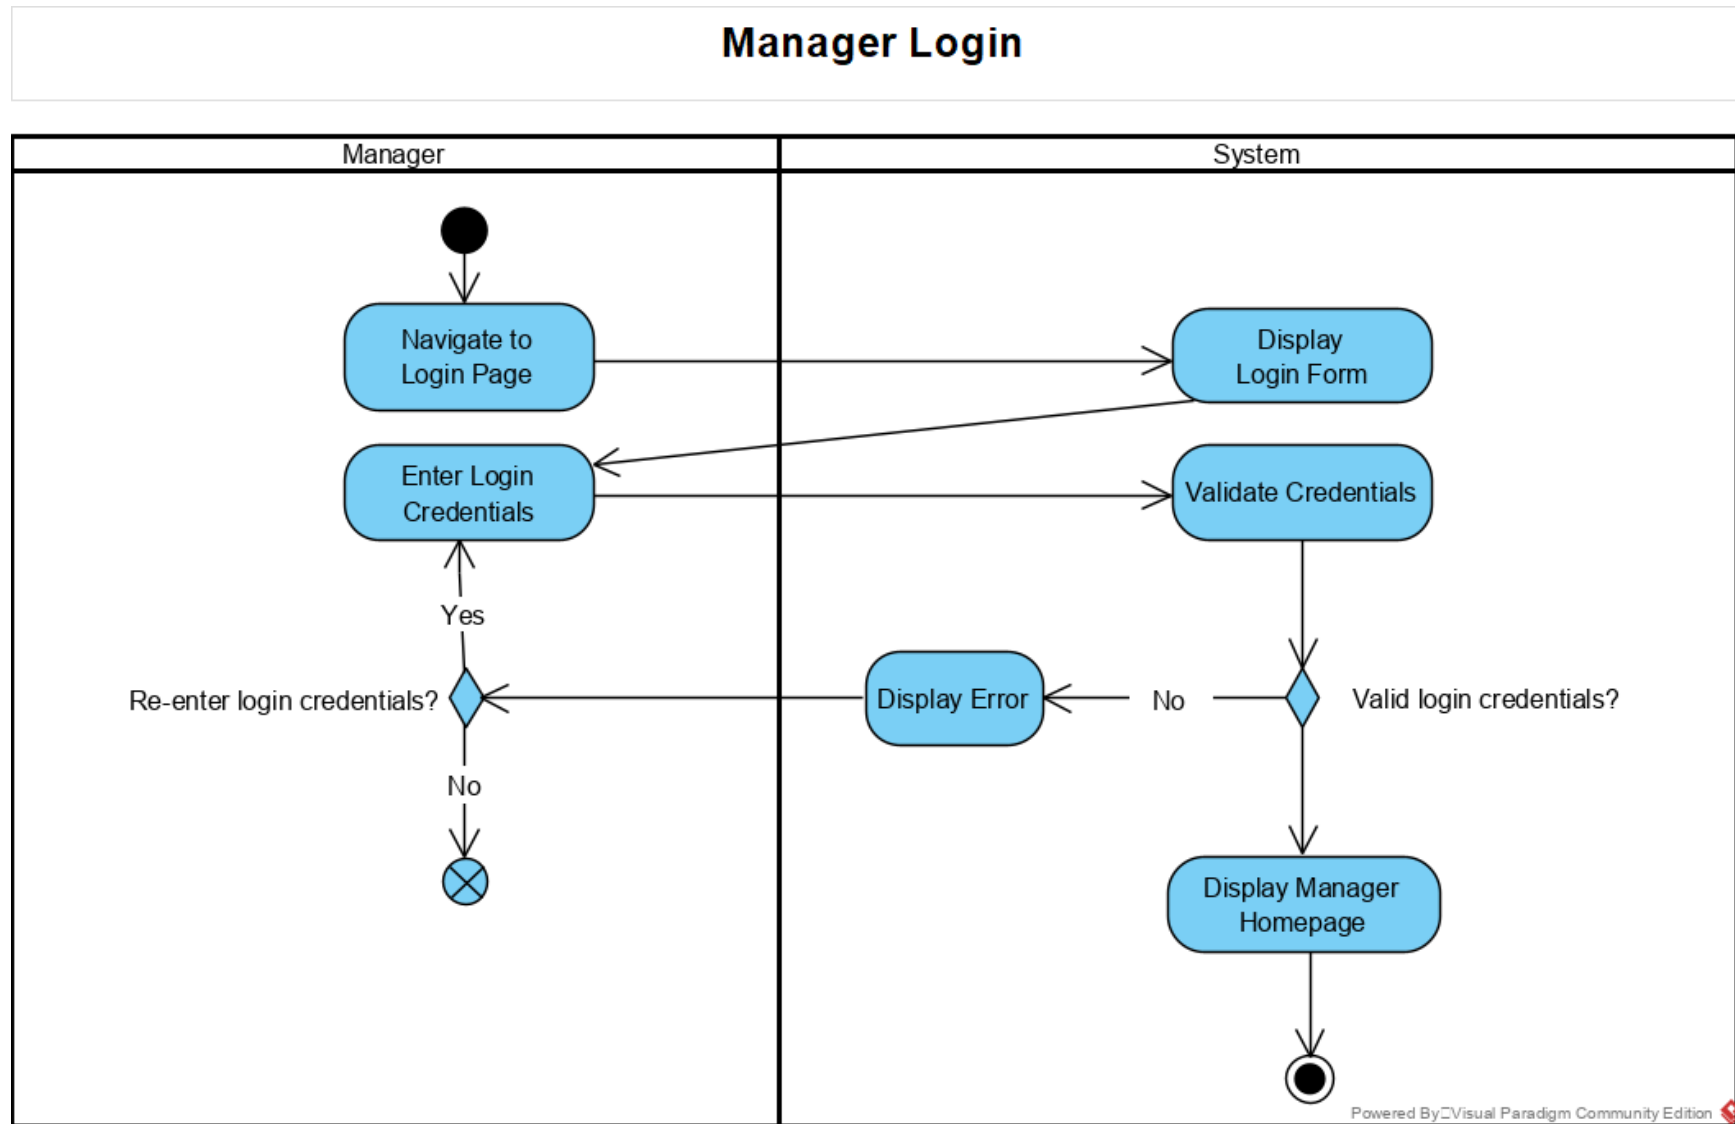 Manager Login
Manager
System
Navigate to
Login Page
Display
Login Form
Enter Login
Credentials
Validate Credentials
Yes
Re-enter login credentials?
Display Error
No
Valid login credentials?
No
Display Manager
Homepage
Powered By Visual Paradigm Community Edition